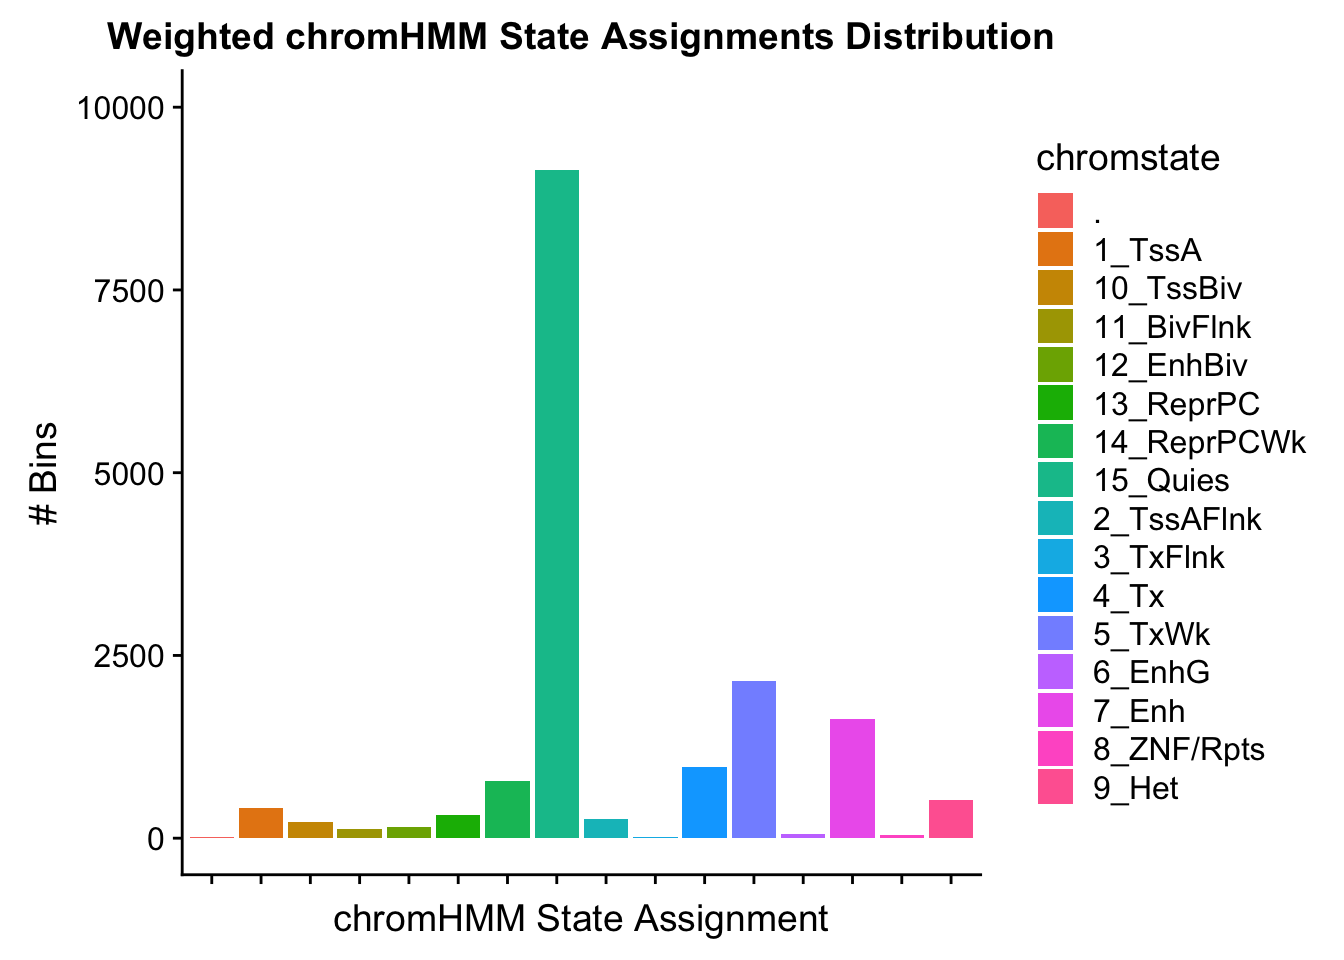 Weighted chromHMM State Assignments Distribution
10000
7500
5000
2500
0
# Bins
chromHMM State Assignment
chromstate
.
1_TssA
10_TssBiv
11_BivFlnk
12_EnhBiv
13_ReprPC
14_ReprPCWk
15_Quies
2_TssAFlnk
3_TxFlnk
4_Tx
5_TxWk
6_EnhG
7_Enh
8_ZNF/Rpts
9_Het